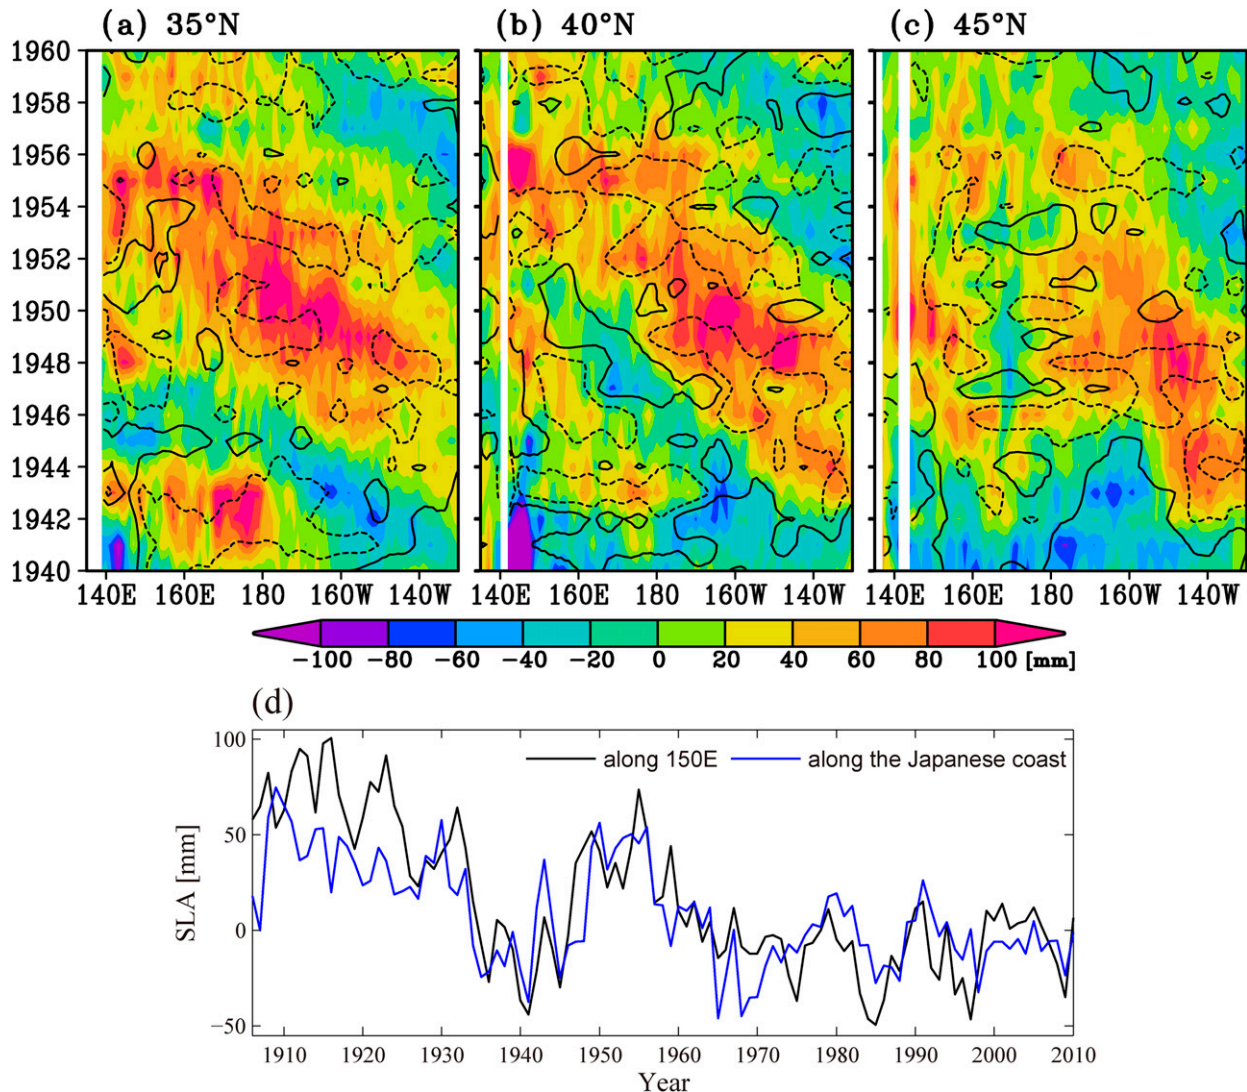 (a) 35°N (b) 40°N (c) 45°N
1960
1958
1956
1954
1952
1950
1948
1946
1944
1942
1940
140E 160E 180 160W 140W 140E 160E 180 160W 140W 140E 160E 180 160W 140W
−100 −80 −60 −40 −20 0 20 40 60 80 100 [mm]
(d)
100
50
0
−50
SLA [mm]
along 150E along the Japanese coast
1910 1920 1930 1940 1950 1960 1970 1980 1990 2000 2010
Year